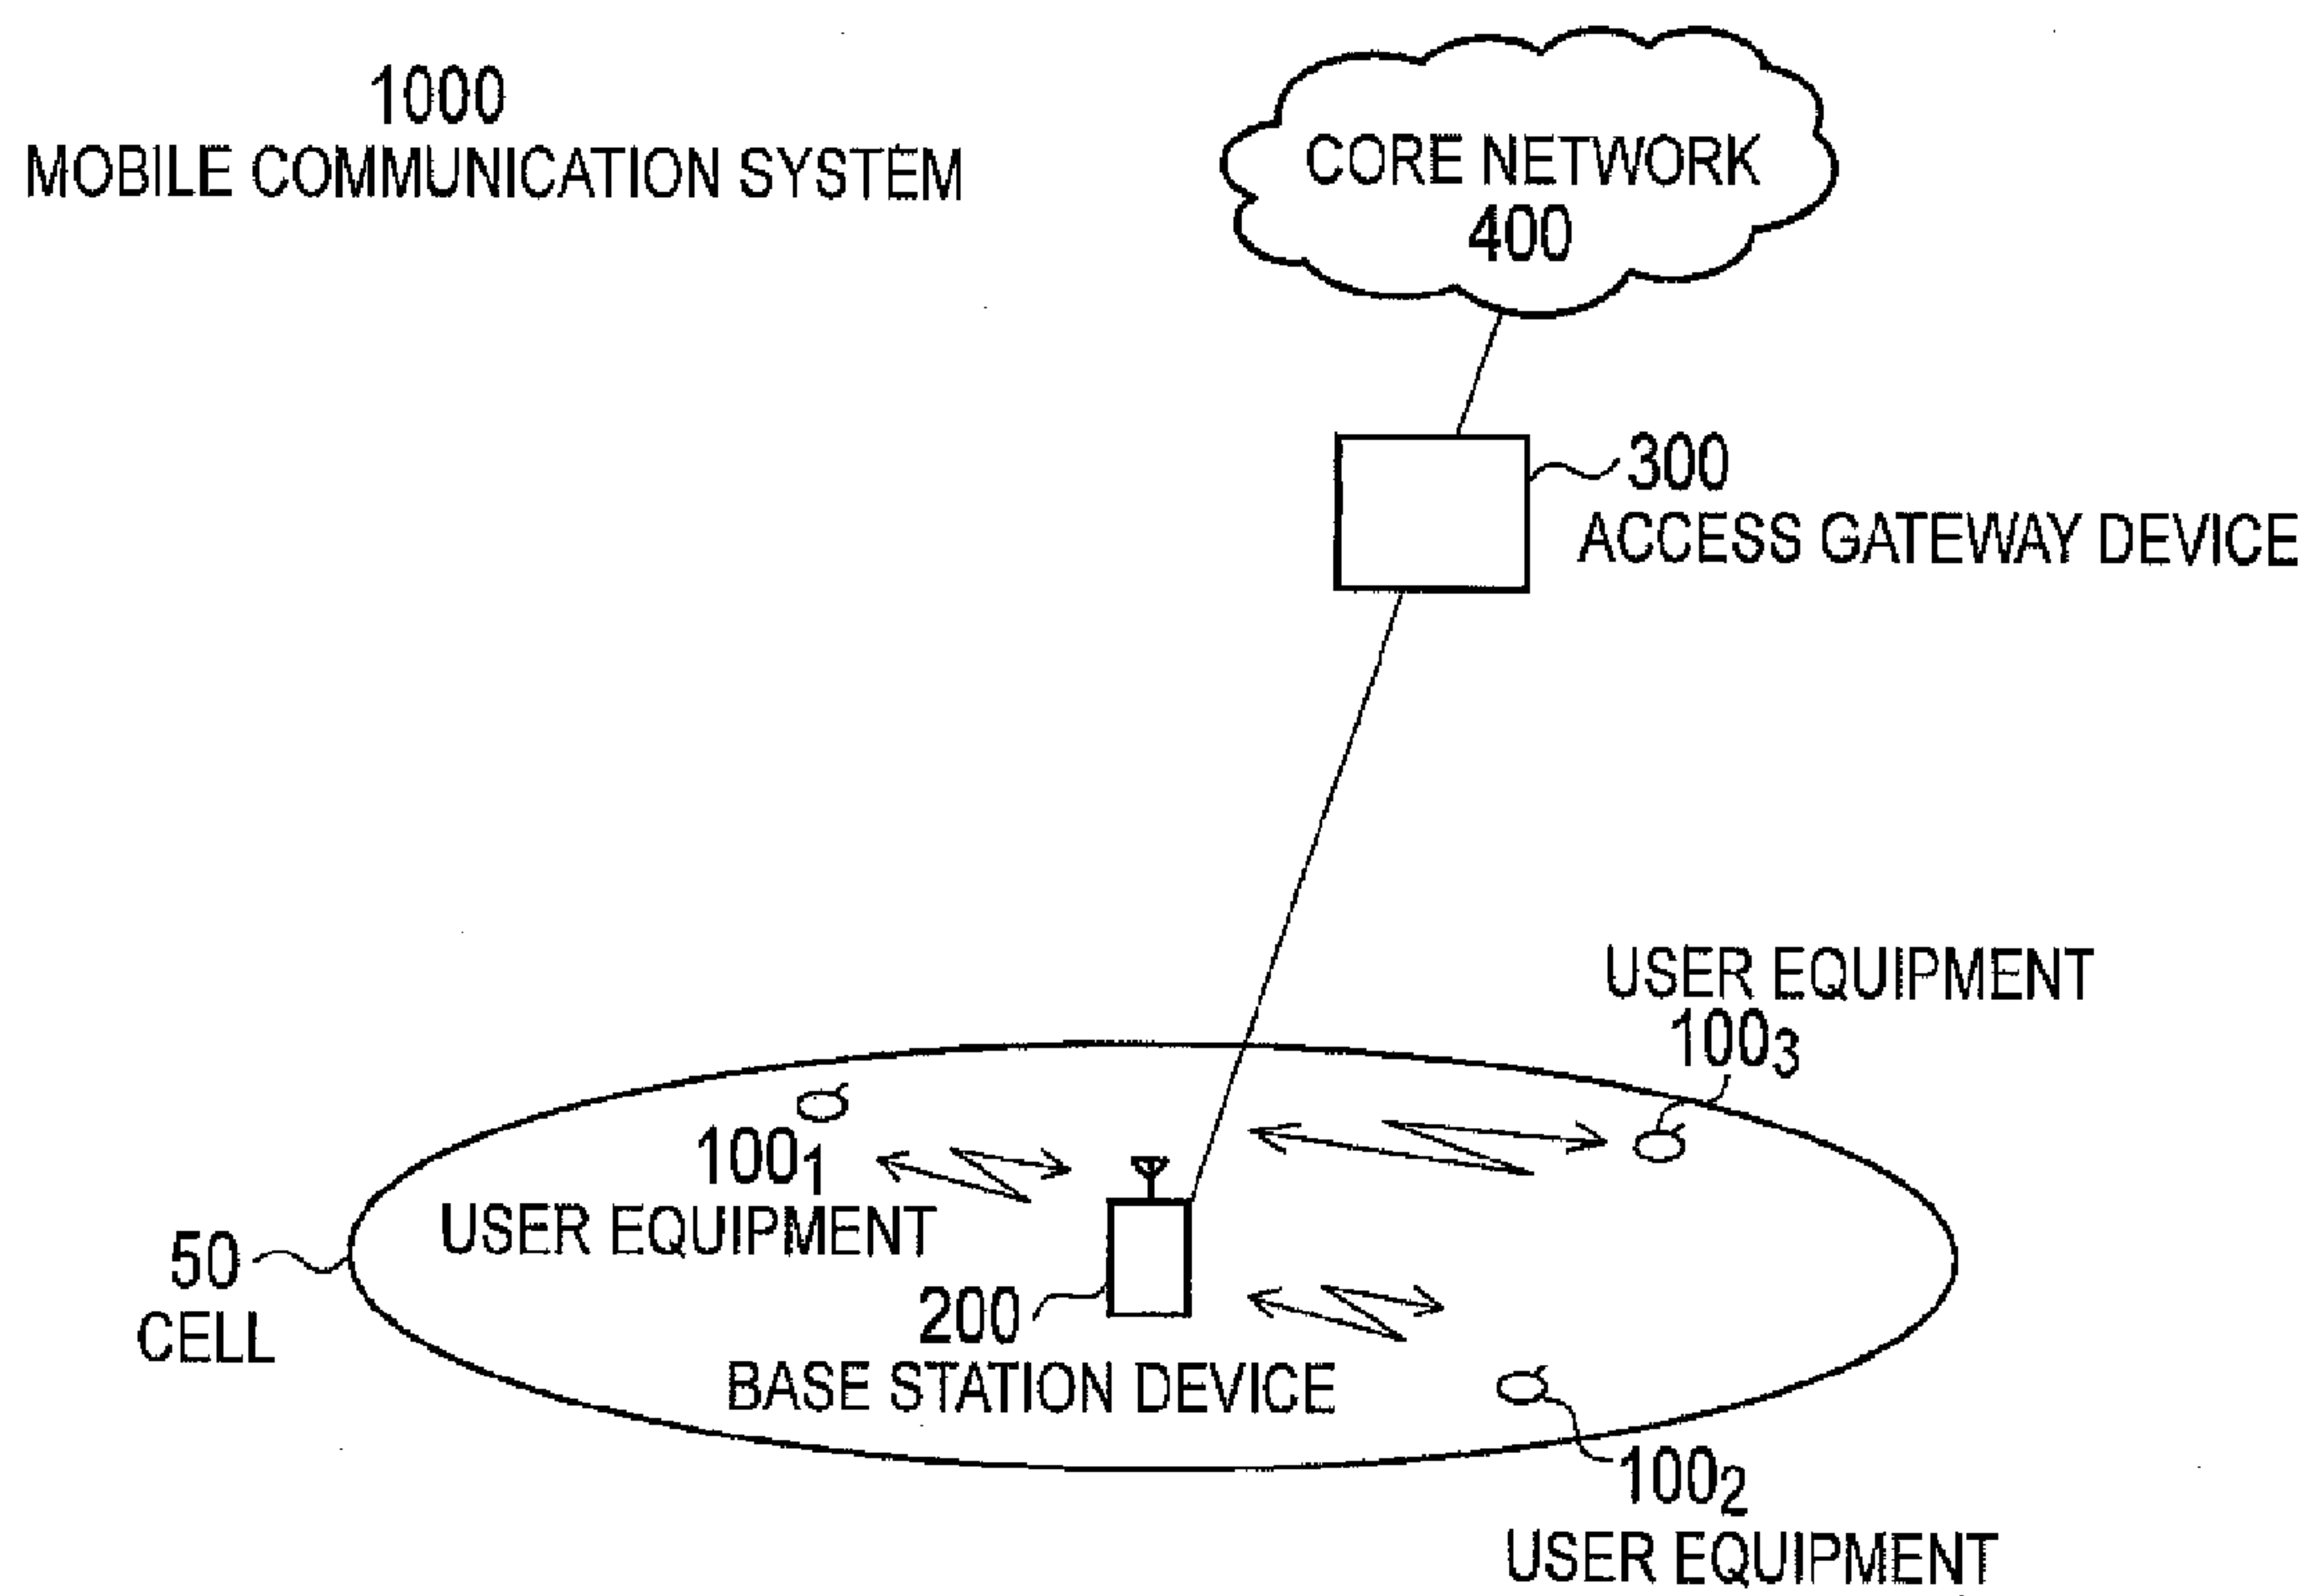 1000
MOBILE COMMUNICATION SYSTEM
CORE NETWORK
400
300
ACCESS GATEWAY DEVICE
USER EQUIPMENT
100₃
100₁
USER EQUIPMENT
50
CELL
200
BASE STATION DEVICE
100₂
USER EQUIPMENT